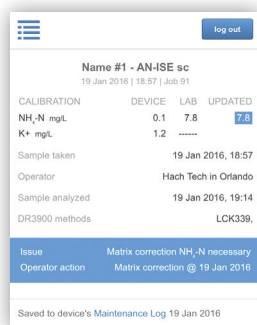 log out
Name #1 - AN-ISE sc
19 Jan 2016 | 18:57 | Job 91
CALIBRATION DEVICE LAB UPDATED
NH₄-N mg/L 0.1 7.8 7.8
K+ mg/L 1.2 ------
Sample taken 19 Jan 2016, 18:57
Operator Hach Tech in Orlando
Sample analyzed 19 Jan 2016, 19:14
DR3900 methods LCK339,
Issue Matrix correction NH₄-N necessary
Operator action Matrix correction @ 19 Jan 2016
Saved to device's Maintenance Log 19 Jan 2016